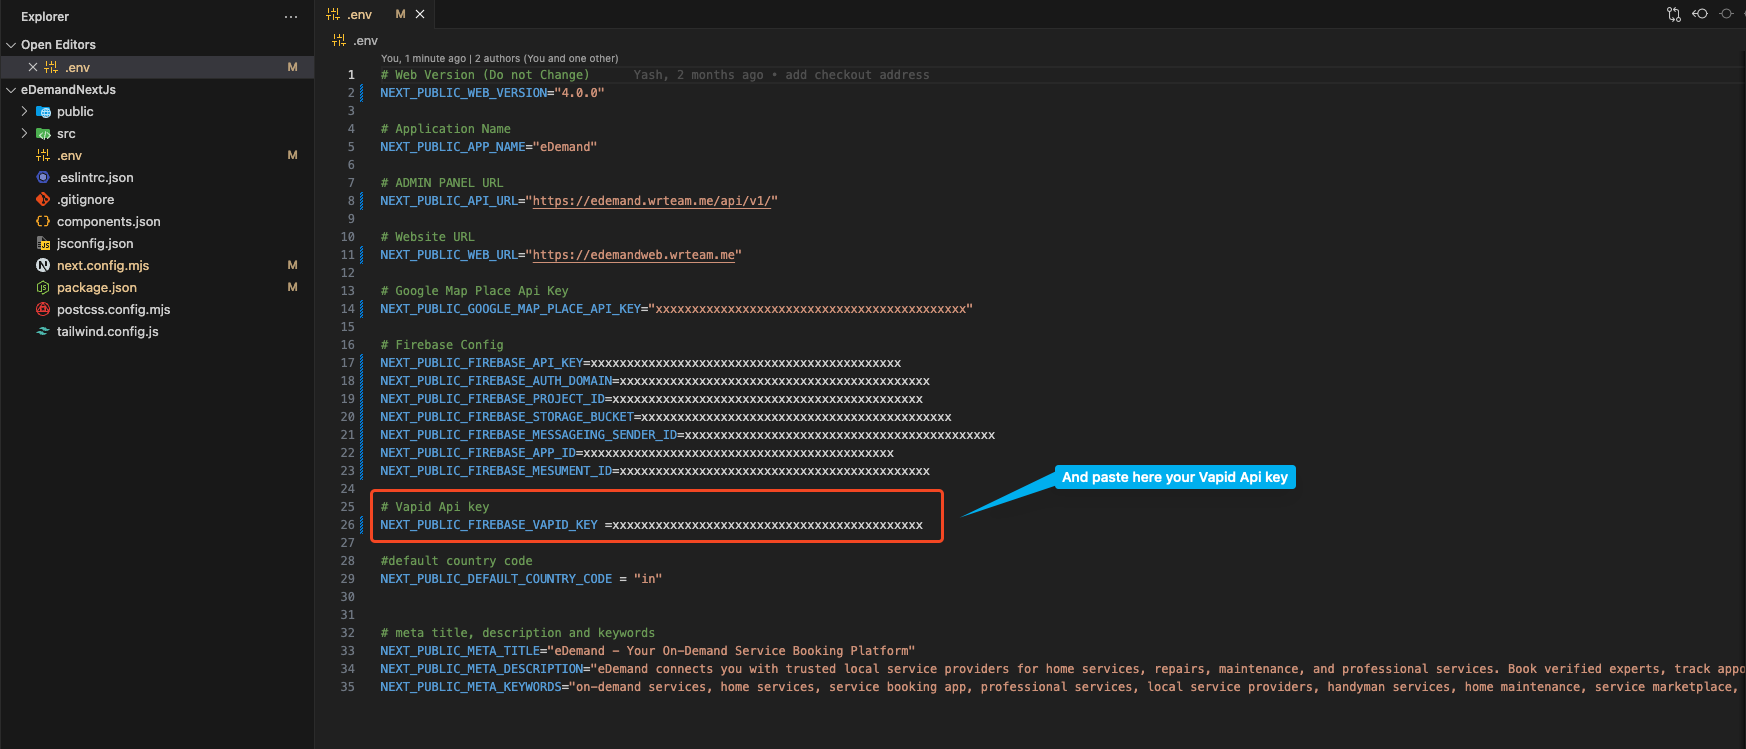 Explorer
Open Editors
.env M
eDemandNextJs
public
src
.env M
.eslintrc.json
.gitignore
components.json
jsconfig.json
next.config.mjs M
package.json M
postcss.config.mjs
tailwind.config.js
.env M
.env
You, 1 minute ago | 2 authors (You and one other)
1 # Web Version (Do not Change) Yash, 2 months ago • add checkout address
2 NEXT_PUBLIC_WEB_VERSION="4.0.0"
3
4 # Application Name
5 NEXT_PUBLIC_APP_NAME="eDemand"
6
7 # ADMIN PANEL URL
8 NEXT_PUBLIC_API_URL="https://edemand.wrteam.me/api/v1/"
9
10 # Website URL
11 NEXT_PUBLIC_WEB_URL="https://edemandweb.wrteam.me"
12
13 # Google Map Place Api Key
14 NEXT_PUBLIC_GOOGLE_MAP_PLACE_API_KEY="xxxxxxxxxxxxxxxxxxxxxxxxxxxxxxxxxxxxxxxxxxx"
15
16 # Firebase Config
17 NEXT_PUBLIC_FIREBASE_API_KEY=xxxxxxxxxxxxxxxxxxxxxxxxxxxxxxxxxxxxxxxxxxx
18 NEXT_PUBLIC_FIREBASE_AUTH_DOMAIN=xxxxxxxxxxxxxxxxxxxxxxxxxxxxxxxxxxxxxxxxxxx
19 NEXT_PUBLIC_FIREBASE_PROJECT_ID=xxxxxxxxxxxxxxxxxxxxxxxxxxxxxxxxxxxxxxxxxxx
20 NEXT_PUBLIC_FIREBASE_STORAGE_BUCKET=xxxxxxxxxxxxxxxxxxxxxxxxxxxxxxxxxxxxxxxxxxx
21 NEXT_PUBLIC_FIREBASE_MESSAGEING_SENDER_ID=xxxxxxxxxxxxxxxxxxxxxxxxxxxxxxxxxxxxxxxxxxx
22 NEXT_PUBLIC_FIREBASE_APP_ID=xxxxxxxxxxxxxxxxxxxxxxxxxxxxxxxxxxxxxxxxxxx
23 NEXT_PUBLIC_FIREBASE_MESUMENT_ID=xxxxxxxxxxxxxxxxxxxxxxxxxxxxxxxxxxxxxxxxxxx
24
And paste here your Vapid Api key
25 # Vapid Api key
26 NEXT_PUBLIC_FIREBASE_VAPID_KEY =xxxxxxxxxxxxxxxxxxxxxxxxxxxxxxxxxxxxxxxxxxx
27
28 #default country code
29 NEXT_PUBLIC_DEFAULT_COUNTRY_CODE = "in"
30
31
32 # meta title, description and keywords
33 NEXT_PUBLIC_META_TITLE="eDemand - Your On-Demand Service Booking Platform"
34 NEXT_PUBLIC_META_DESCRIPTION="eDemand connects you with trusted local service providers for home services, repairs, maintenance, and professional services. Book verified experts, track appo
35 NEXT_PUBLIC_META_KEYWORDS="on-demand services, home services, service booking app, professional services, local service providers, handyman services, home maintenance, service marketplace,